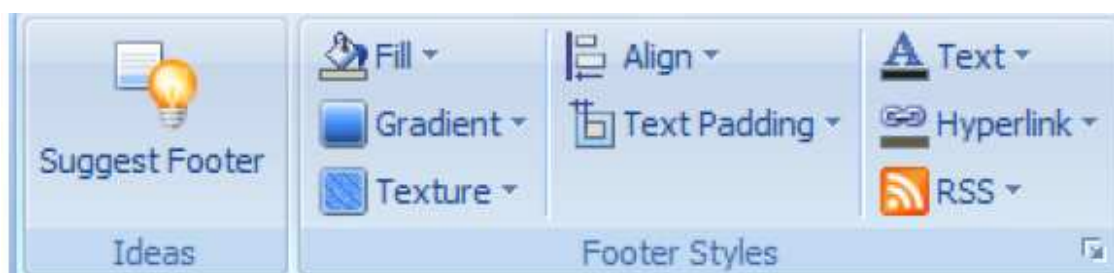 Suggest Footer
Ideas
Fill
Gradient
Texture
Align
Text Padding
Text
Hyperlink
RSS
Footer Styles